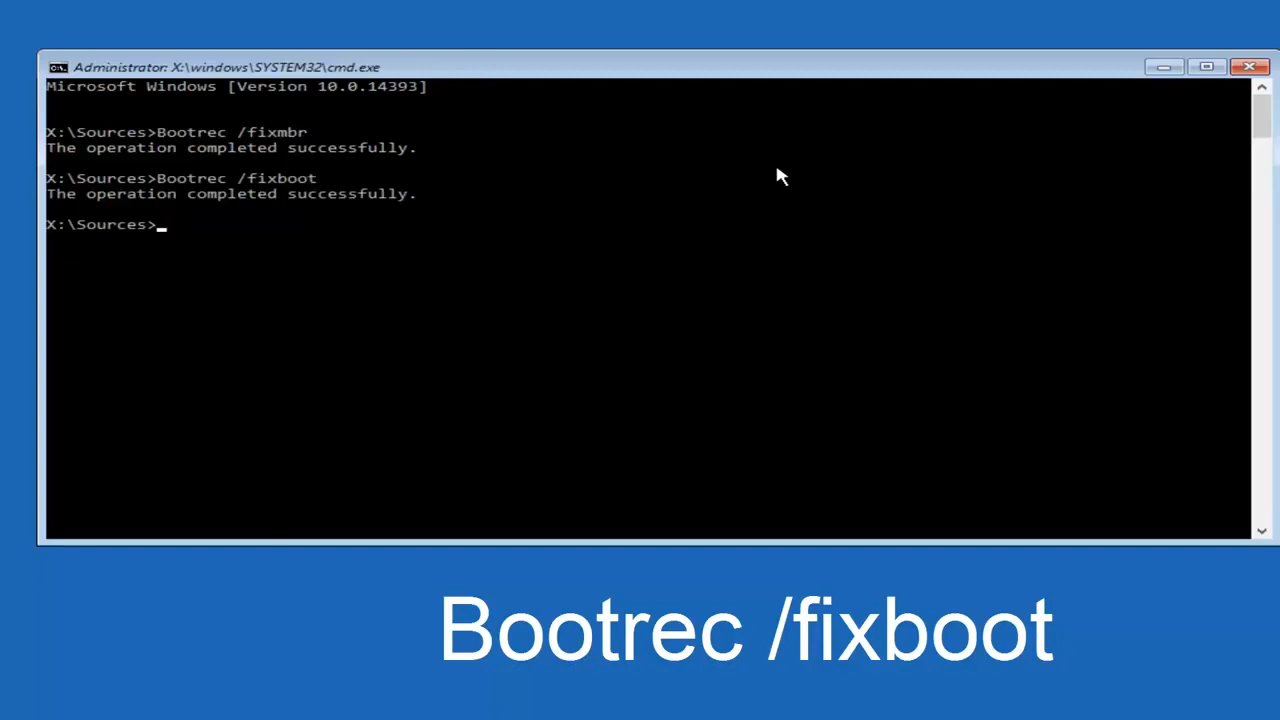 Administrator: X:\windows\SYSTEM32\cmd.exe
Microsoft Windows [Version 10.0.14393]
X:\Sources>Bootrec /fixmbr
The operation completed successfully.
X:\Sources>Bootrec /fixboot
The operation completed successfully.
X:\Sources>
Bootrec /fixboot